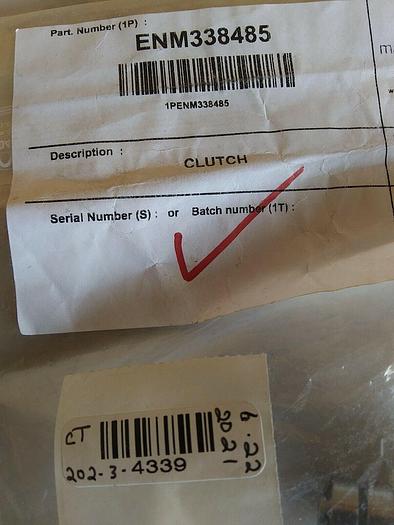 Part. Number (1P) :
ENM338485
1PENM338485
Description :
CLUTCH
Serial Number (S) : or Batch number (1T) :
CT
202-3-4339
6-22
2021